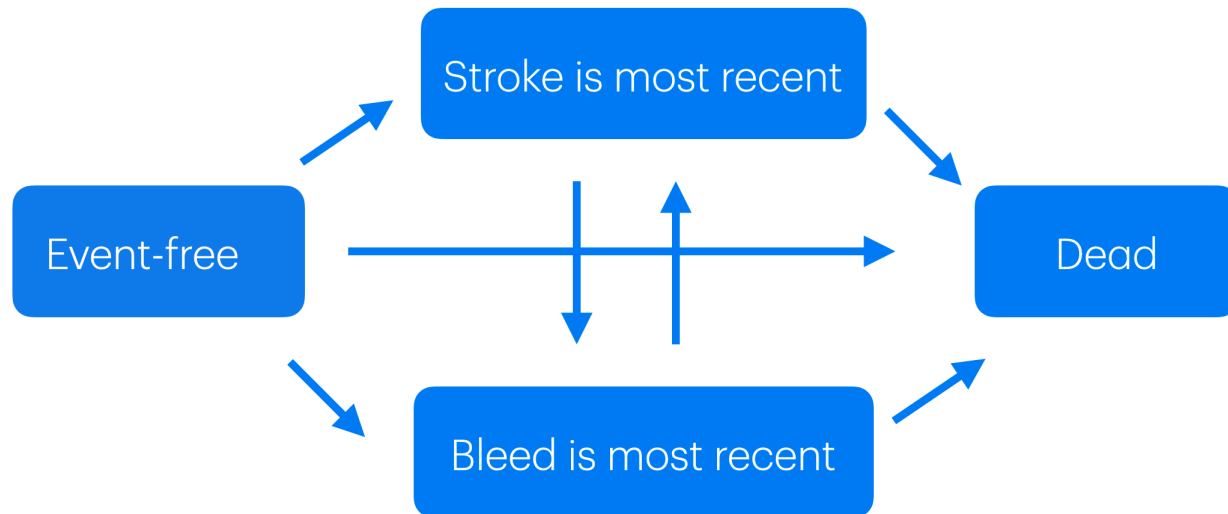 Stroke is most recent
Event-free
Dead
Bleed is most recent